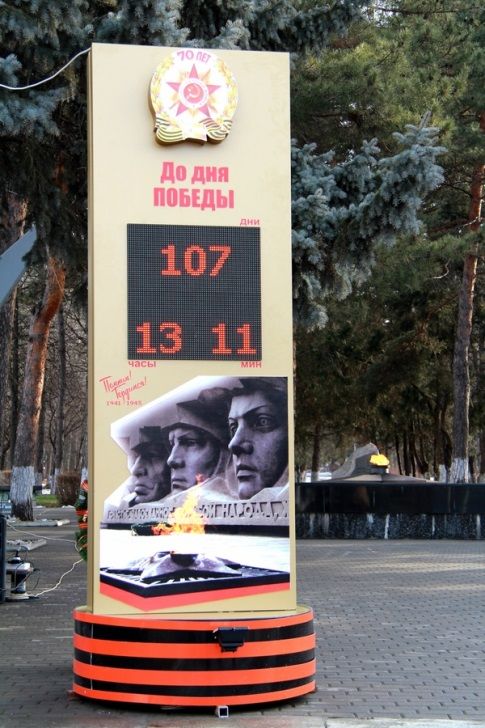 70 ЛЕТ
До дня
ПОБЕДЫ
дни
107
13 11
часы мин
Помним!
Гордимся!
1941 1945